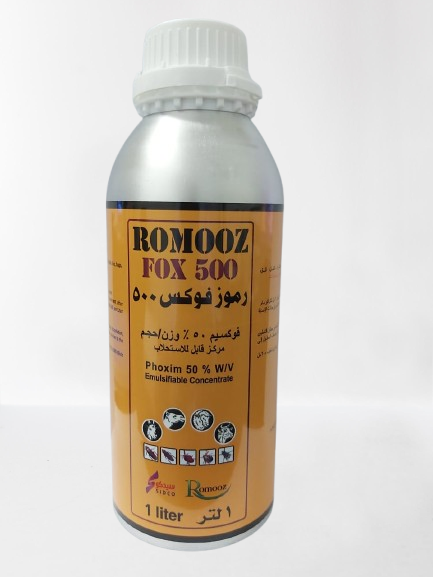 ROMOOZ
FOX 500
رموز فوكس ٥٠٠
فوكسيم ٥٠ ٪ وزن/حجم
مركز قابل للاستحلاب
Phoxim 50 % W/V
Emulsifiable Concentrate
Romooz
1 liter ١ لتر